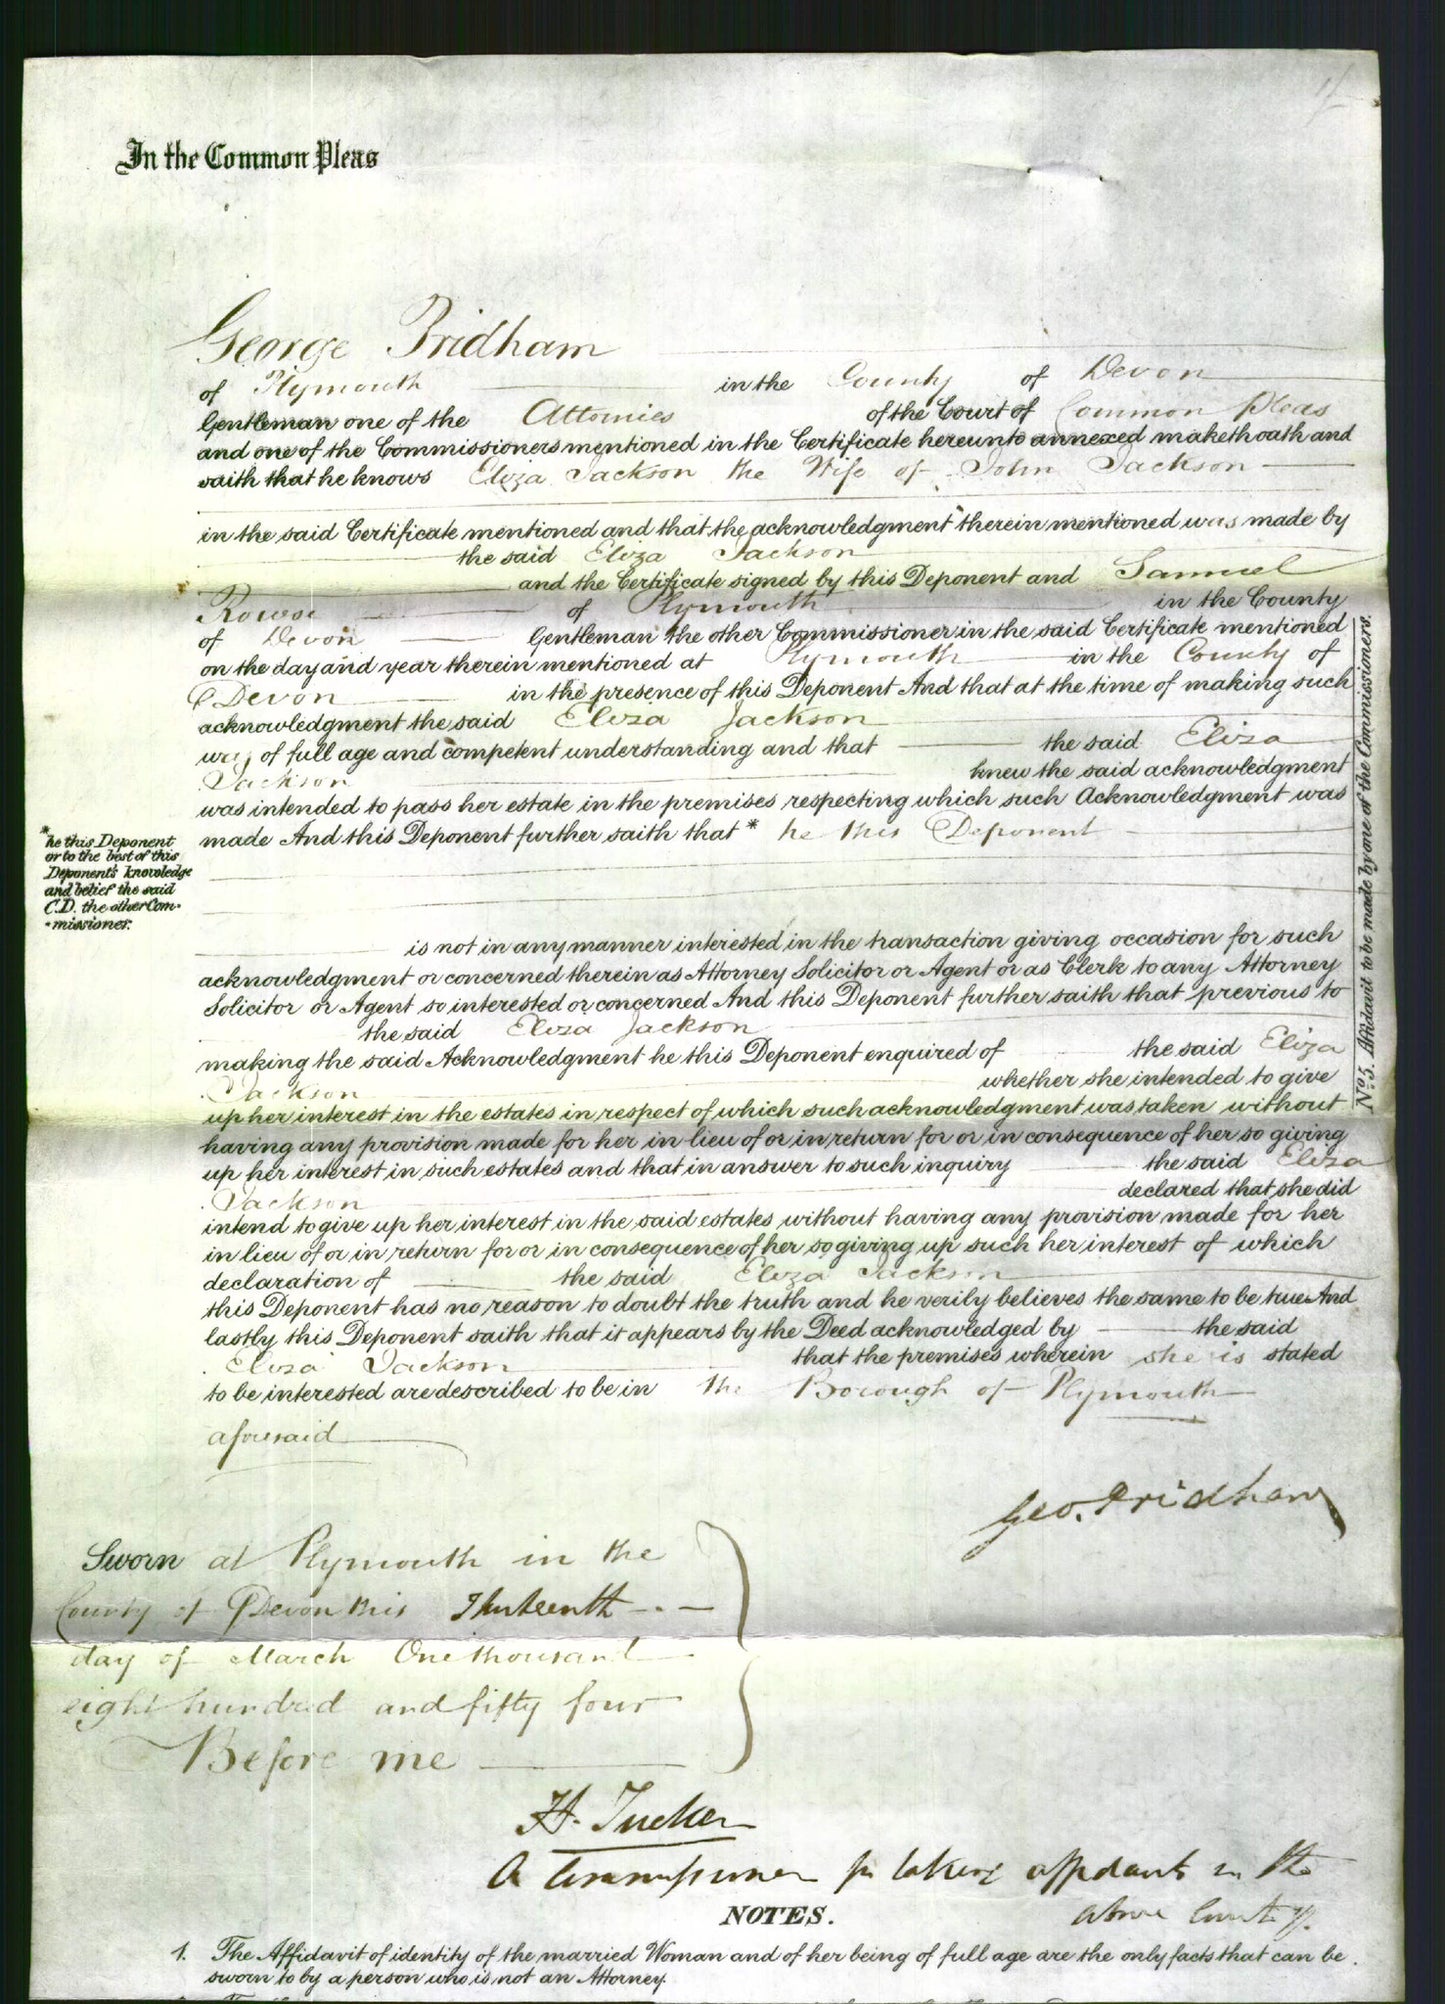 In the Common Pleas
George Pridham
of Plymouth in the County of Devon
Gentleman one of the Attornies of the Court of Common Pleas
and one of the Commissioners mentioned in the Certificate hereunto annexed maketh oath and
saith that he knows Eliza Jackson the Wife of John Jackson
in the said Certificate mentioned and that the acknowledgment therein mentioned was made by
the said Eliza Jackson
and the Certificate signed by this Deponent and Samuel
Rowse of Plymouth in the County
of Devon Gentleman the other Commissioner in the said Certificate mentioned
on the day and year therein mentioned at Plymouth in the County of
Devon in the presence of this Deponent And that at the time of making such
acknowledgment the said Eliza Jackson
was of full age and competent understanding and that the said Eliza
Jackson knew the said acknowledgment
was intended to pass her estate in the premises respecting which such Acknowledgment was
made And this Deponent further saith that * he this Deponent
* he this Deponent
or to the best of this
Deponent's knowledge
and belief the said
C.D. the other Com-
-missioner.
is not in any manner interested in the transaction giving occasion for such
acknowledgment or concerned therein as Attorney Solicitor or Agent or as Clerk to any Attorney
Solicitor or Agent so interested or concerned And this Deponent further saith that previous to
the said Eliza Jackson
making the said Acknowledgment he this Deponent enquired of the said Eliza
Jackson whether she intended to give
up her interest in the estates in respect of which such acknowledgment was taken without
having any provision made for her in lieu of or in return for or in consequence of her so giving
up her interest in such estates and that in answer to such inquiry the said Eliza
Jackson declared that she did
intend to give up her interest in the said estates without having any provision made for her
in lieu of or in return for or in consequence of her so giving up such her interest of which
declaration of the said Eliza Jackson
this Deponent has no reason to doubt the truth and he verily believes the same to be true And
lastly this Deponent saith that it appears by the Deed acknowledged by the said
Eliza Jackson that the premises wherein she is stated
to be interested are described to be in the Borough of Plymouth
aforesaid
No. 5. Affidavit to be made by one of the Commissioners.
Geo. Pridham
Sworn at Plymouth in the
County of Devon this Thirteenth
day of March One thousand
eight hundred and fifty four
Before me
H. Tucker
A Commissioner for taking affidavits in the
above Court &c.
NOTES.
1. The Affidavit of identity of the married Woman and of her being of full age are the only facts that can be
sworn to by a person who is not an Attorney.